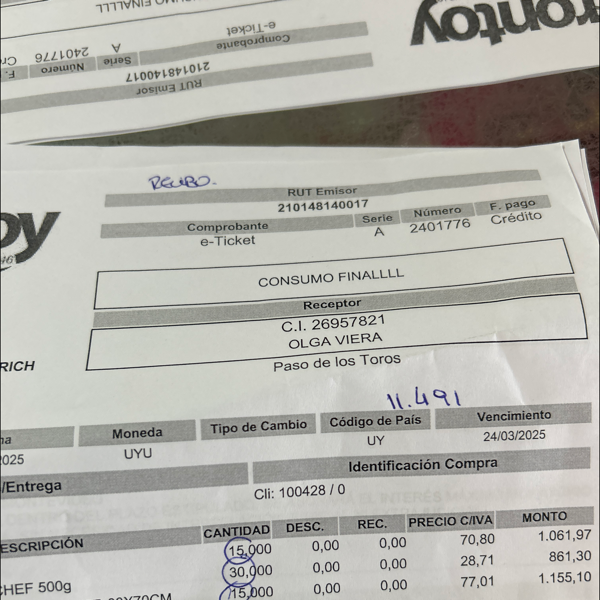 CONSUMO FINALLLL
e-Ticket
Comprobante
A
Serie
2401776
Número
F.
210148140017
RUT Emisor
rontoy
RECIBO.
RUT Emisor
210148140017
Comprobante Serie Número F. pago
e-Ticket A 2401776 Crédito
oy
CONSUMO FINALLLL
Receptor
C.I. 26957821
OLGA VIERA
RICH
Paso de los Toros
11.491
Moneda Tipo de Cambio Código de País Vencimiento
2025 UYU UY 24/03/2025
/Entrega Identificación Compra
Cli: 100428 / 0
ESCRIPCIÓN CANTIDAD DESC. REC. PRECIO C/IVA MONTO
15,000 0,00 0,00 70,80 1.061,97
CHEF 500g 30,000 0,00 0,00 28,71 861,30
15,000 0,00 0,00 77,01 1.155,10